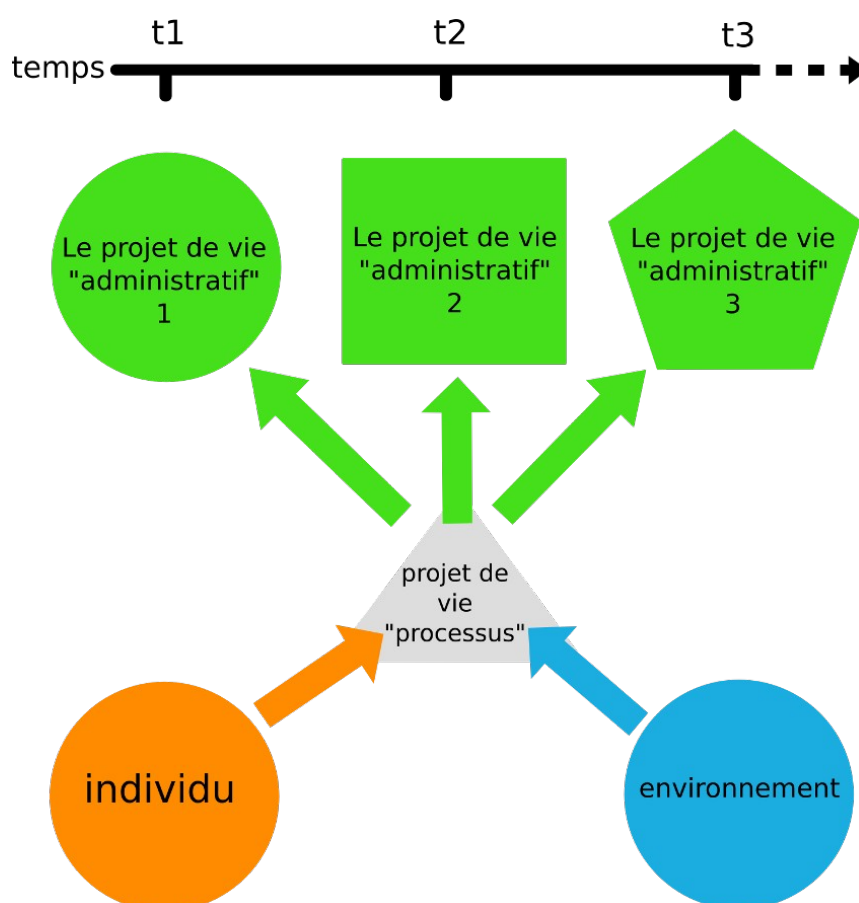 t1
t2
t3
temps
Le projet de vie
"administratif"
1
Le projet de vie
"administratif"
2
Le projet de vie
"administratif"
3
projet de
vie
"processus"
individu
environnement